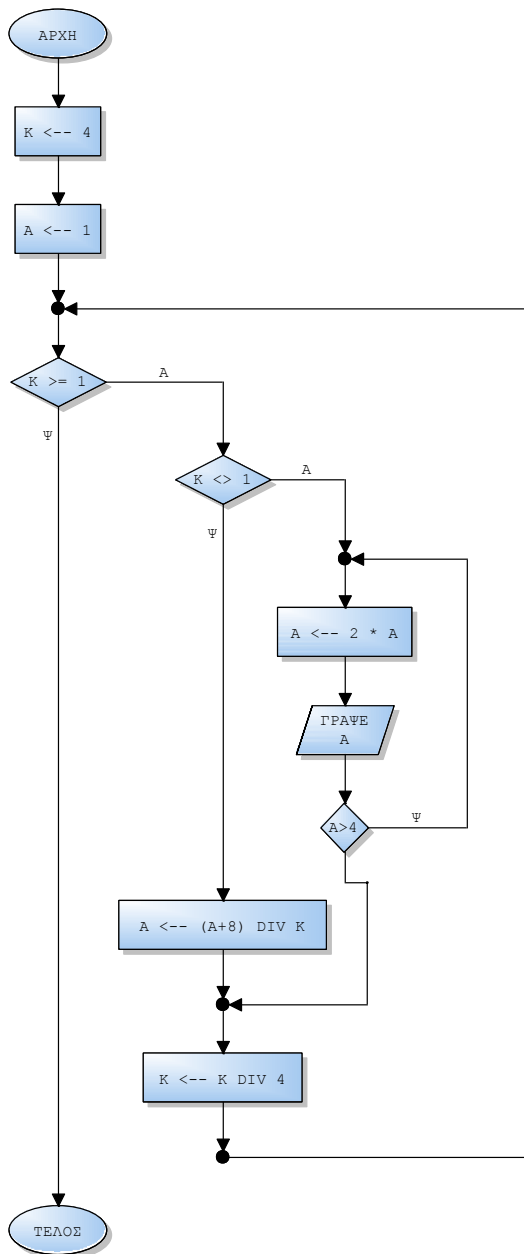 ΑΡΧΗ
Κ <-- 4
Α <-- 1
Κ >= 1
Α
Ψ
Κ <> 1
Α
Ψ
Α <-- 2 * Α
ΓΡΑΨΕ
Α
Α>4
Ψ
Α <-- (Α+8) DIV Κ
Κ <-- Κ DIV 4
ΤΕΛΟΣ